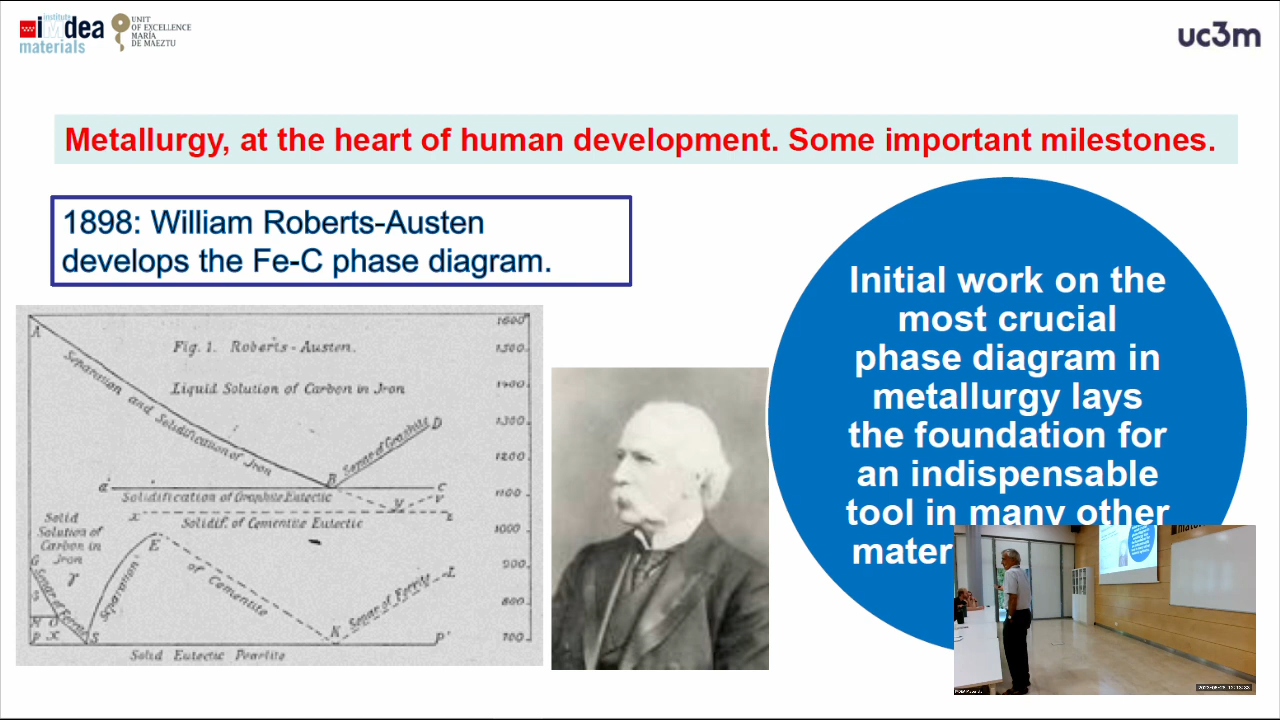 institute
iMdea
materials
UNIT
OF EXCELLENCE
MARÍA
DE MAEZTU
uc3m
Metallurgy, at the heart of human development. Some important milestones.
1898: William Roberts-Austen
develops the Fe-C phase diagram.
Initial work on the
most crucial
phase diagram in
metallurgy lays
the foundation for
an indispensable
tool in many other
mater
Fig. 1. Roberts-Austen.
Liquid Solution of Carbon in Iron
Separation
and Solidification of Iron
Separ of Graphite
Solidification of Graphite Eutectic
Solidif. of Cementite Eutectic
Solid
Solution of
Carbon in
Iron
Separation
of Cementite
Separ of Ferrite
Solid Eutectic Pearlite
A
B
D
a'
c
x
E
G
γ
S
K
L
P'
1600°
1500
1400
1300
1200
1100
1000
900
800
700